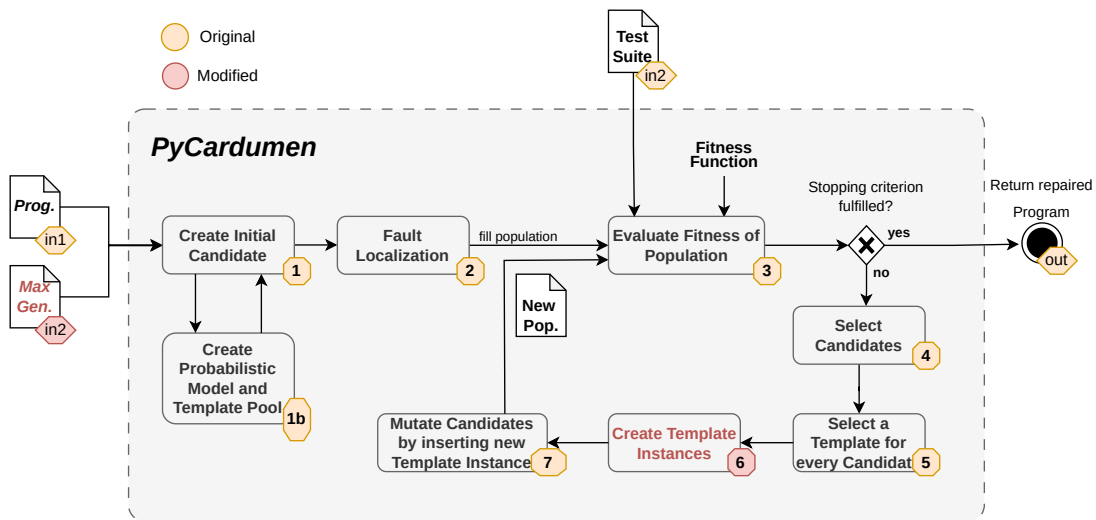 Original
Modified
Test
Suite
in2
PyCardumen
Fitness
Function
Stopping criterion
fulfilled?
Return repaired
Program
out
Prog.
in1
Max
Gen.
in2
Create Initial
Candidate
1
Fault
Localization
2
fill population
Evaluate Fitness of
Population
3
yes
no
New
Pop.
Select
Candidates
4
Create
Probabilistic
Model and
Template Pool
1b
Mutate Candidates
by inserting new
Template Instance
7
Create Template
Instances
6
Select a
Template for
every Candidat
5